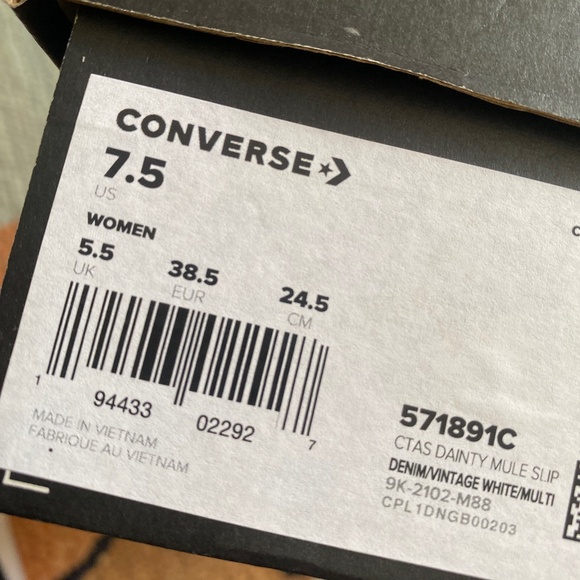 CONVERSE
7.5
US
WOMEN
5.5
UK
38.5
EUR
24.5
CM
1 94433 02292 7
MADE IN VIETNAM
FABRIQUE AU VIETNAM
571891C
CTAS DAINTY MULE SLIP
DENIM/VINTAGE WHITE/MULTI
9K-2102-M88
CPL1DNGB00203